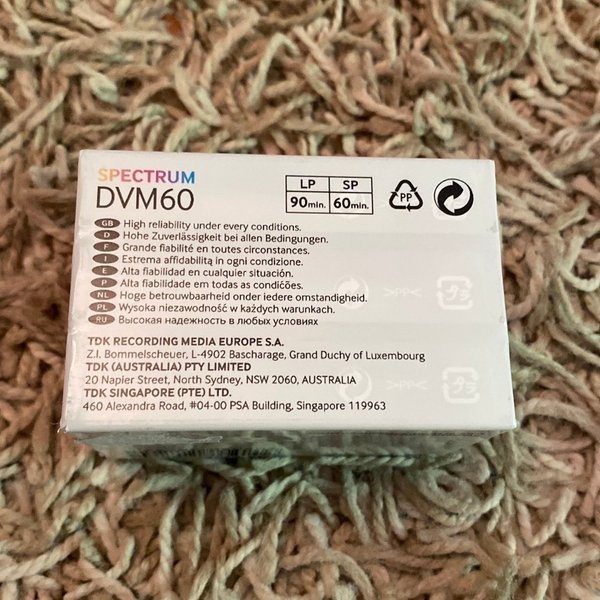 SPECTRUM
DVM60
LP SP
90min. 60min.
PP
GB High reliability under every conditions.
D Hohe Zuverlässigkeit bei allen Bedingungen.
F Grande fiabilité en toutes circonstances.
I Estrema affidabilità in ogni condizione.
E Alta fiabilidad en cualquier situación.
P Alta fiabilidade em todas as condições.
NL Hoge betrouwbaarheid onder iedere omstandigheid.
PL Wysoka niezawodność w każdych warunkach.
RU Высокая надежность в любых условиях
TDK RECORDING MEDIA EUROPE S.A.
Z.I. Bommelscheuer, L-4902 Bascharage, Grand Duchy of Luxembourg
TDK (AUSTRALIA) PTY LIMITED
20 Napier Street, North Sydney, NSW 2060, AUSTRALIA
TDK SINGAPORE (PTE) LTD.
460 Alexandra Road, #04-00 PSA Building, Singapore 119963